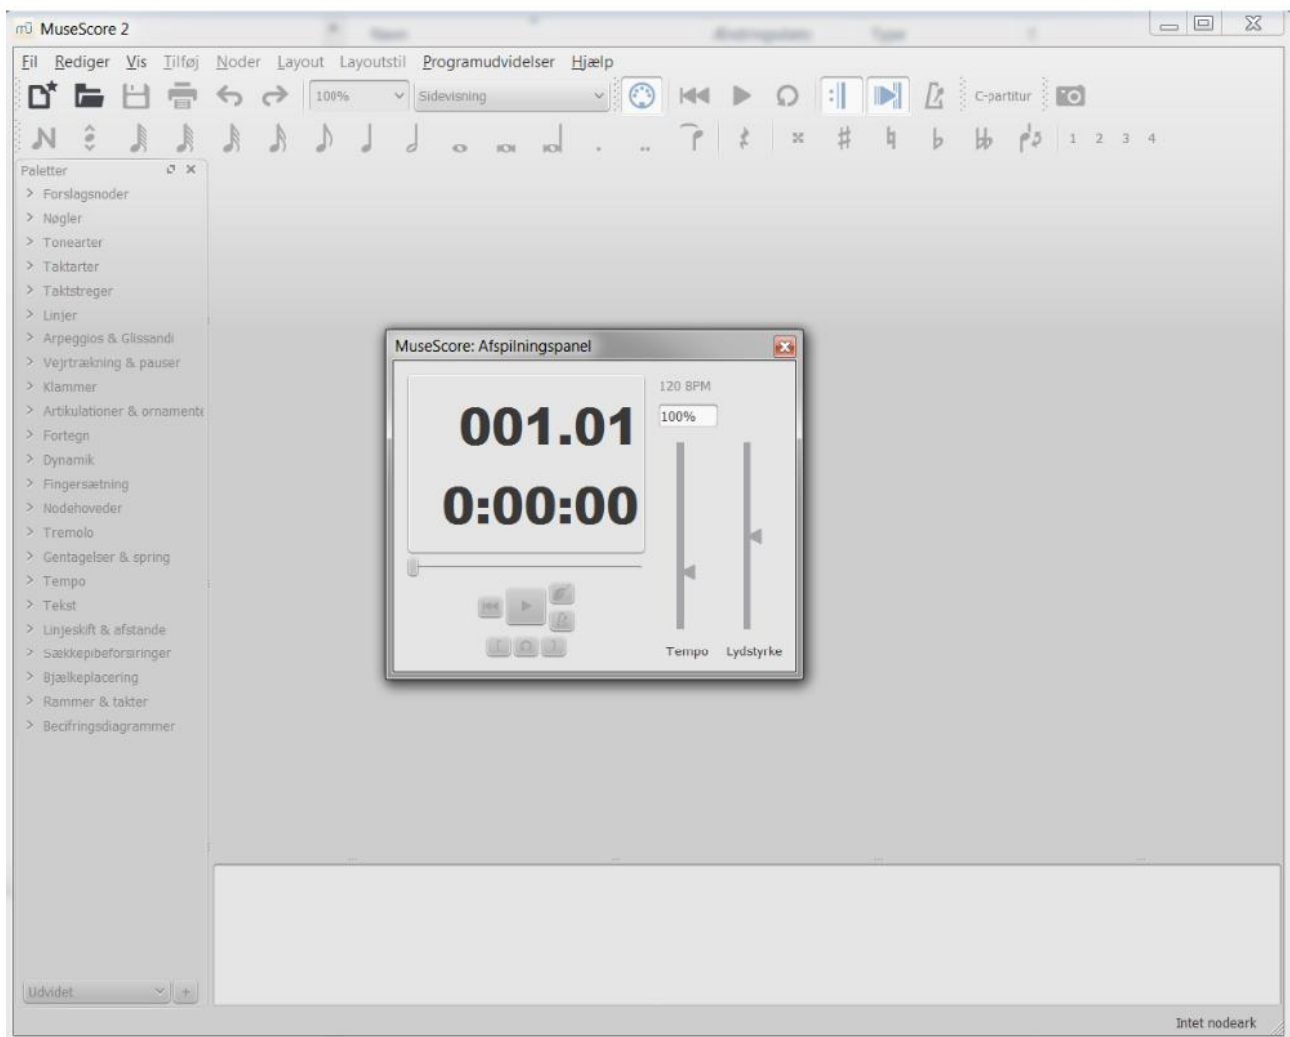 MuseScore 2
Fil Rediger Vis Tilføj Noder Layout Layoutstil Programudvidelser Hjælp
100% Sidevisning C-partitur
1 2 3 4
Paletter
Forslagsnoder
Nøgler
Tonearter
Taktarter
Taktstreger
Linjer
Arpeggios & Glissandi
Vejrtrækning & pauser
Klammer
Artikulationer & ornamente
Fortegn
Dynamik
Fingersætning
Nodehoveder
Tremolo
Gentagelser & spring
Tempo
Tekst
Linjeskift & afstande
Sækkepibeforsiringer
Bjælkeplacering
Rammer & takter
Becifringsdiagrammer
Udvidet +
MuseScore: Afspilningspanel
120 BPM
100%
001.01
0:00:00
Tempo Lydstyrke
Intet nodeark